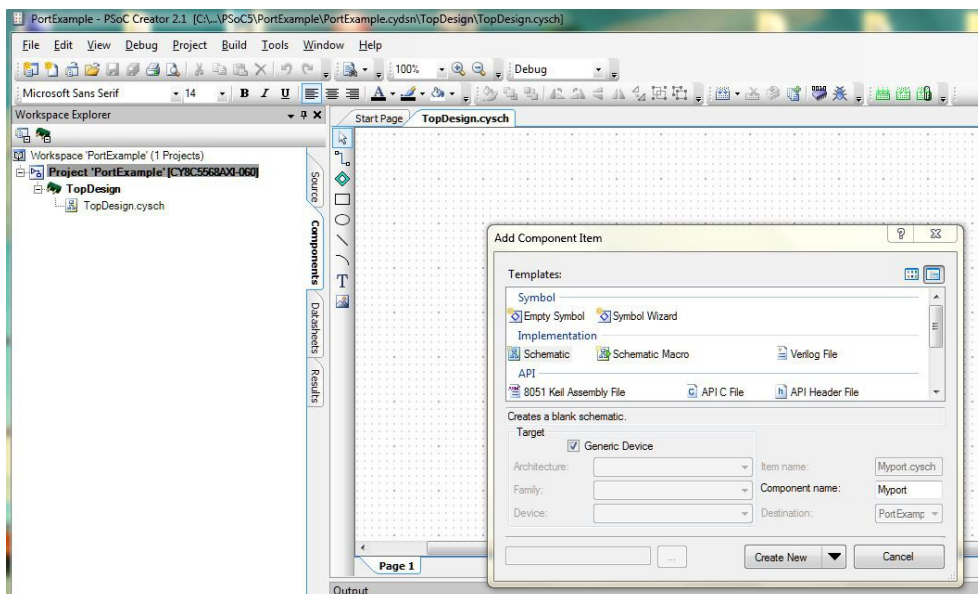 PortExample - PSoC Creator 2.1 [C:\...\PSoC5\PortExample\PortExample.cydsn\TopDesign\TopDesign.cysch]
File Edit View Debug Project Build Tools Window Help
100% Debug
Microsoft Sans Serif 14 B I U A
Workspace Explorer
Start Page TopDesign.cysch
Workspace 'PortExample' (1 Projects)
Project 'PortExample' [CY8C5568AXI-060]
TopDesign
TopDesign.cysch
Source
Components
Datasheets
Results
T
Add Component Item
Templates:
Symbol
Empty Symbol Symbol Wizard
Implementation
Schematic Schematic Macro Verilog File
API
8051 Keil Assembly File API C File API Header File
Creates a blank schematic.
Target
Generic Device
Architecture: Item name: Myport.cysch
Family: Component name: Myport
Device: Destination: PortExamp
... Create New Cancel
Page 1
Output